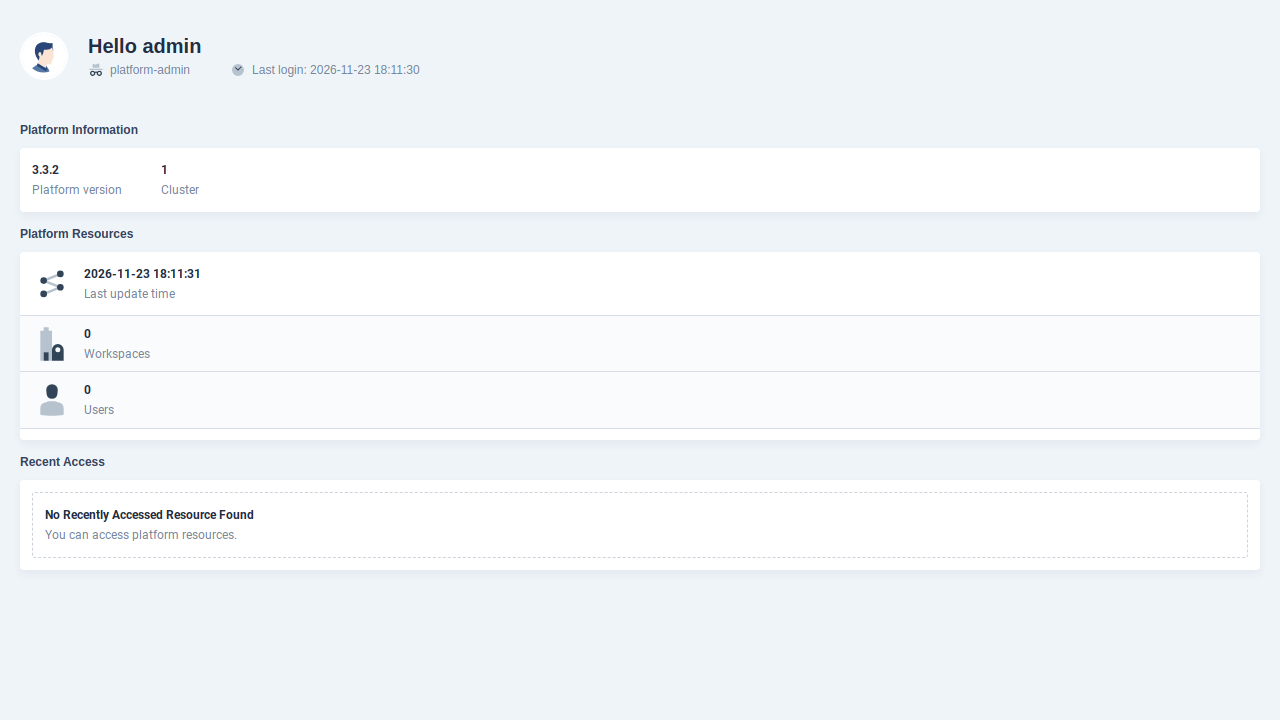 Hello admin
platform-admin
Last login: 2026-11-23 18:11:30
Platform Information
3.3.2
Platform version
1
Cluster
Platform Resources
2026-11-23 18:11:31
Last update time
0
Workspaces
0
Users
Recent Access
No Recently Accessed Resource Found
You can access platform resources.